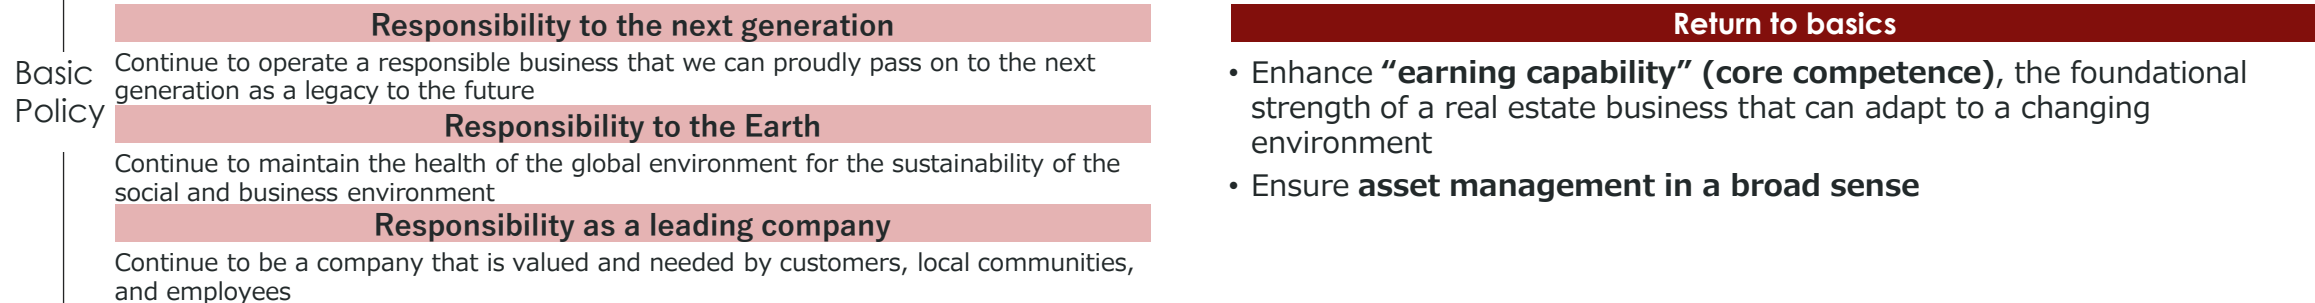 Basic
Policy
Responsibility to the next generation
Continue to operate a responsible business that we can proudly pass on to the next
generation as a legacy to the future
Responsibility to the Earth
Continue to maintain the health of the global environment for the sustainability of the
social and business environment
Responsibility as a leading company
Continue to be a company that is valued and needed by customers, local communities,
and employees
Return to basics
• Enhance “earning capability” (core competence), the foundational
strength of a real estate business that can adapt to a changing
environment
• Ensure asset management in a broad sense